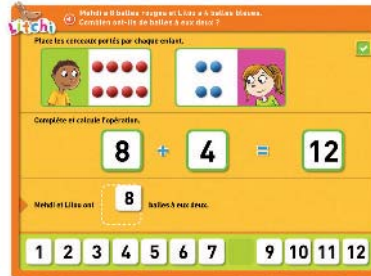 Litchi
Mehdi a 8 balles rouges et Lilou a 4 balles bleues.
Combien ont-ils de balles à eux deux ?
Place les cerceaux portés par chaque enfant.
Complète et calcule l'opération.
8 + 4 = 12
Mehdi et Lilou ont 8 balles à eux deux.
1 2 3 4 5 6 7 9 10 11 12